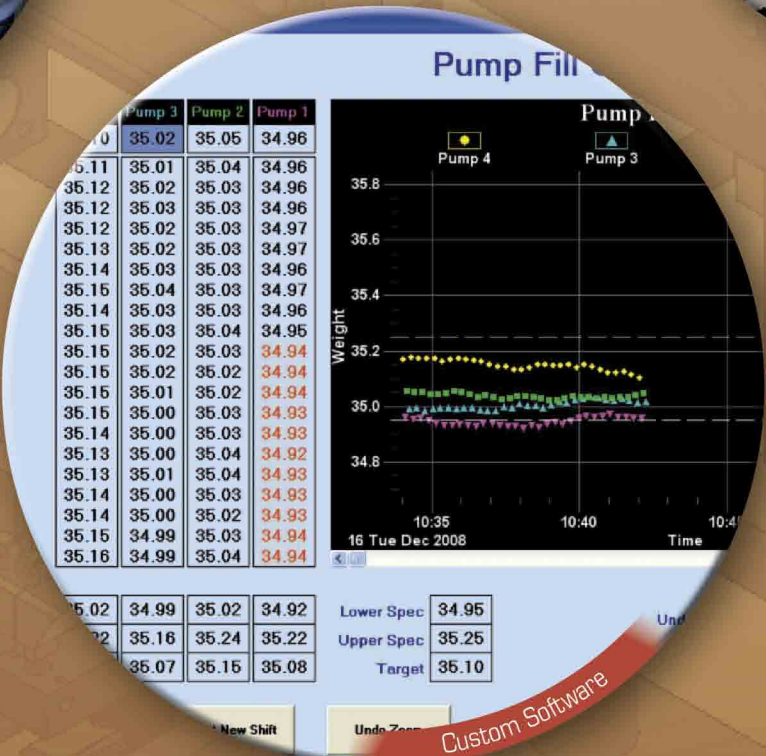 Pump Fill
Pump 3 Pump 2 Pump 1
0 35.02 35.05 34.96
5.11 35.01 35.04 34.96
35.12 35.02 35.03 34.96
35.12 35.03 35.03 34.96
35.12 35.02 35.03 34.97
35.13 35.02 35.03 34.97
35.14 35.03 35.03 34.96
35.15 35.04 35.03 34.97
35.14 35.03 35.03 34.96
35.15 35.03 35.04 34.95
35.15 35.02 35.03 34.94
35.15 35.02 35.02 34.94
35.15 35.01 35.02 34.94
35.15 35.00 35.03 34.93
35.14 35.00 35.03 34.93
35.13 35.00 35.04 34.92
35.13 35.01 35.04 34.93
35.14 35.00 35.03 34.93
35.14 35.00 35.02 34.93
35.15 34.99 35.03 34.94
35.16 34.99 35.04 34.94
5.02 34.99 35.02 34.92
2 35.16 35.24 35.22
35.07 35.15 35.08
New Shift
Pump
Pump 4 Pump 3
Weight
35.8
35.6
35.4
35.2
35.0
34.8
10:35 10:40 10:4
16 Tue Dec 2008 Time
Lower Spec 34.95
Upper Spec 35.25
Target 35.10
Und
Undo Zoom
Custom Software